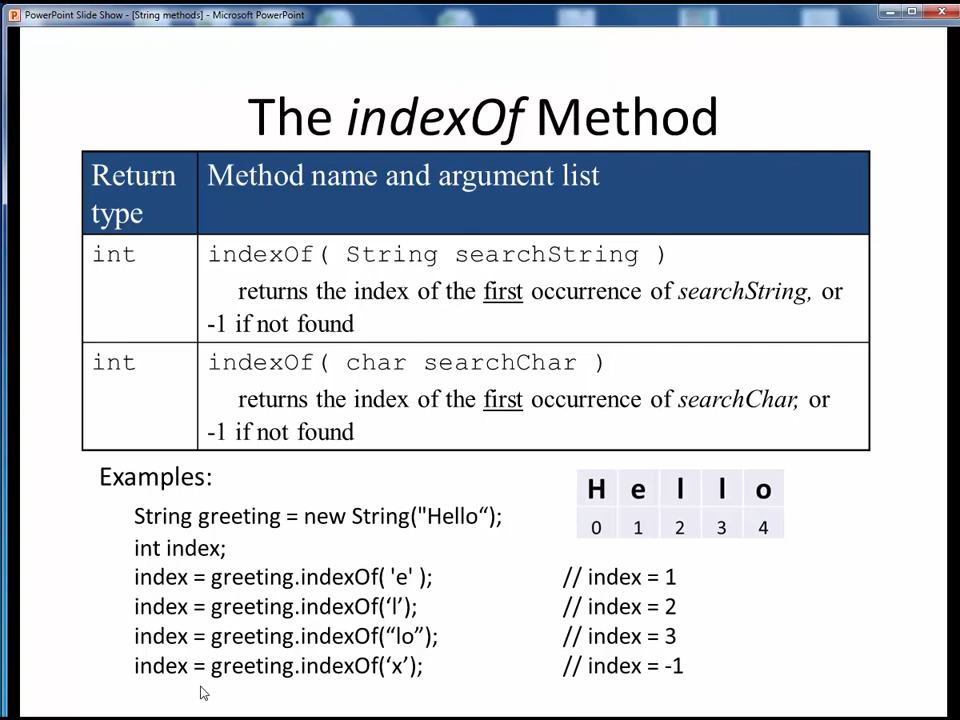 PowerPoint Slide Show - [String methods] - Microsoft PowerPoint
The indexOf Method
Return type
Method name and argument list
int
indexOf( String searchString )
returns the index of the first occurrence of searchString, or
-1 if not found
int
indexOf( char searchChar )
returns the index of the first occurrence of searchChar, or
-1 if not found
Examples:
H e l l o
0 1 2 3 4
String greeting = new String("Hello“);
int index;
index = greeting.indexOf( 'e' ); // index = 1
index = greeting.indexOf(‘l’); // index = 2
index = greeting.indexOf(“lo”); // index = 3
index = greeting.indexOf(‘x’); // index = -1